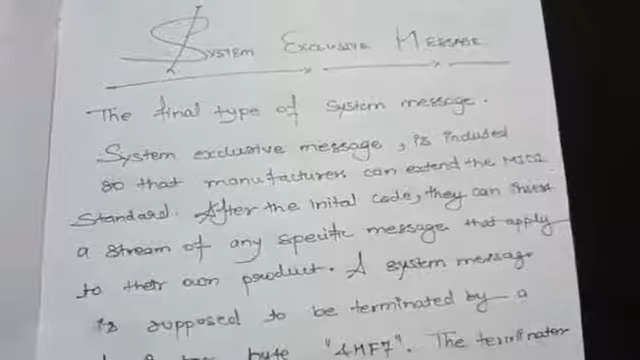 SYSTEM EXCLUSIVE MESSAGE
The final type of system message.
System exclusive message, is included
so that manufacturers can extend the MIDI
Standard. After the inital code, they can insert
a stream of any specific message that apply
to their own product. A system message
is supposed to be terminated by a
byte "4HF7". The terminator